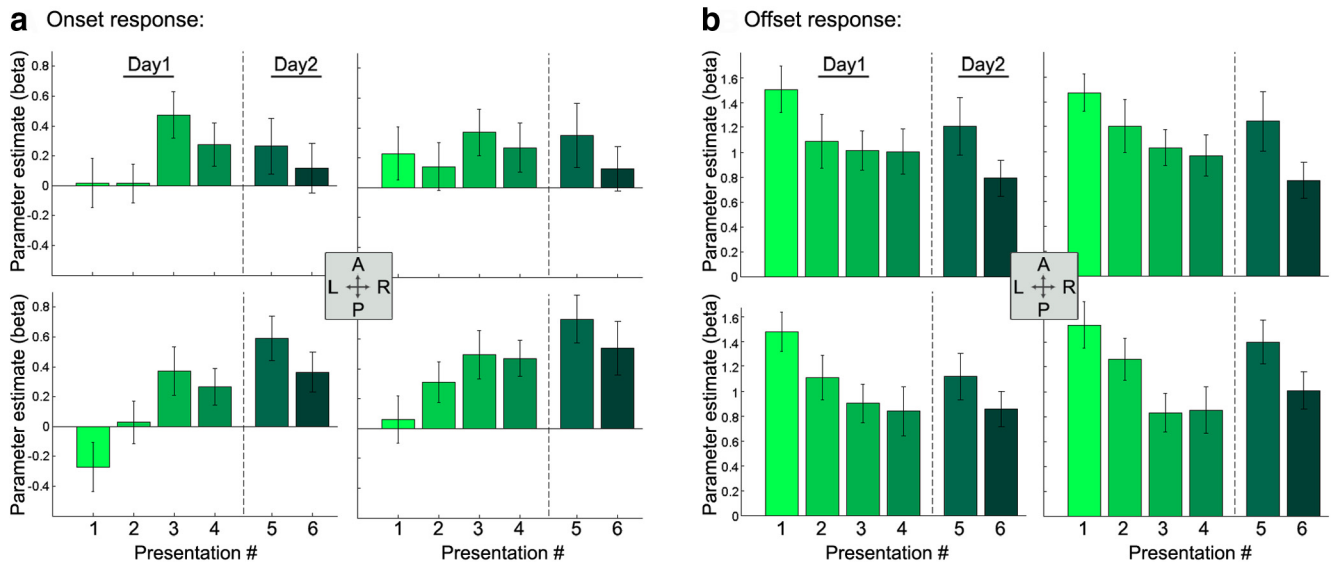 a Onset response:
Parameter estimate (beta)
0.8
0.6
0.4
0.2
0
-0.2
-0.4
Day1
Day2
Parameter estimate (beta)
0.8
0.6
0.4
0.2
0
-0.2
-0.4
1 2 3 4 5 6
Presentation #
1 2 3 4 5 6
Presentation #
A
L R
P
b Offset response:
Parameter estimate (beta)
1.6
1.4
1.2
1
0.8
0.6
0.4
0.2
0
Day1
Day2
Parameter estimate (beta)
1.6
1.4
1.2
1
0.8
0.6
0.4
0.2
0
1 2 3 4 5 6
Presentation #
1 2 3 4 5 6
Presentation #
A
L R
P